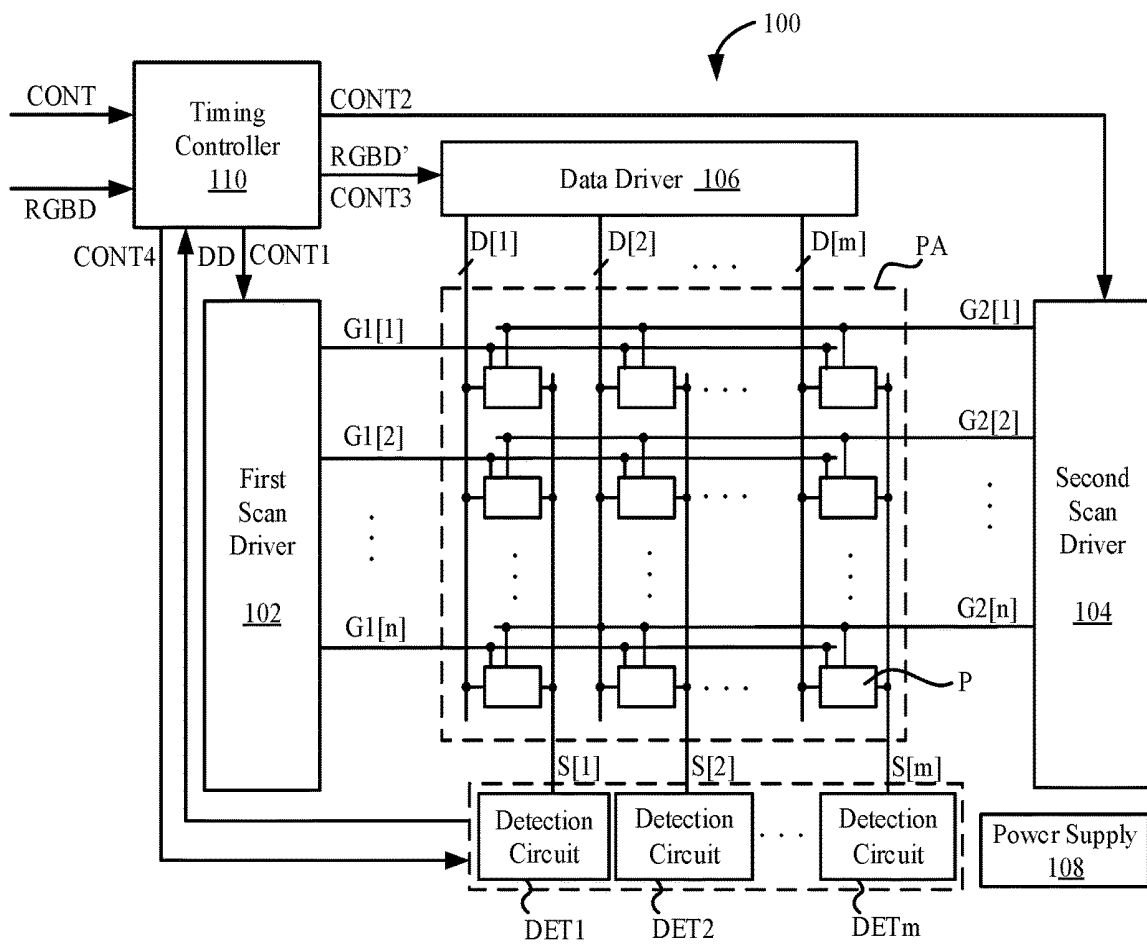 100
CONT
Timing
Controller
110
CONT2
RGBD
RGBD’
CONT3
Data Driver 106
CONT4
DD
CONT1
D[1]
D[2]
D[m]
. . .
PA
G1[1]
G2[1]
G1[2]
G2[2]
First
Scan
Driver
102
Second
Scan
Driver
104
G1[n]
G2[n]
P
S[1]
S[2]
S[m]
Detection
Circuit
Detection
Circuit
. . .
Detection
Circuit
Power Supply
108
DET1
DET2
DETm